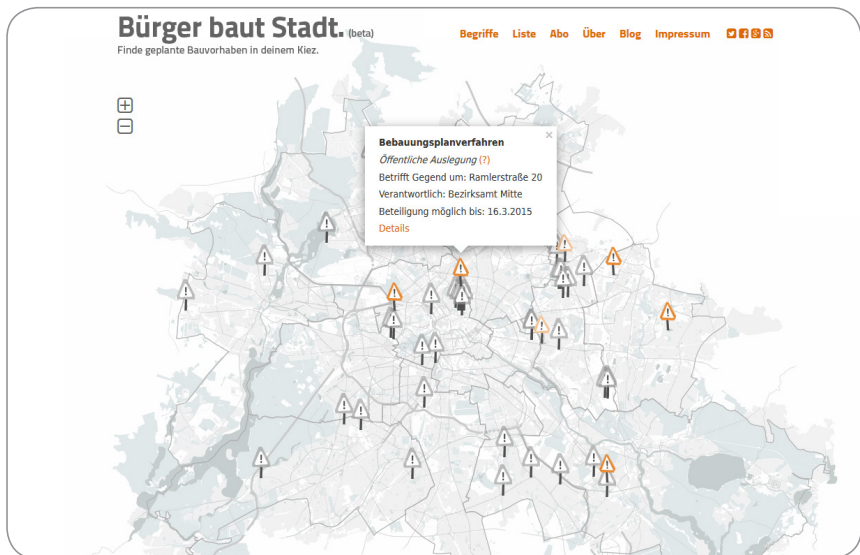 Bürger baut Stadt. (beta)
Finde geplante Bauvorhaben in deinem Kiez.
Begriffe Liste Abo Über Blog Impressum
×
Bebauungsplanverfahren
Öffentliche Auslegung (?)
Betrifft Gegend um: Ramlerstraße 20
Verantwortlich: Bezirksamt Mitte
Beteiligung möglich bis: 16.3.2015
Details